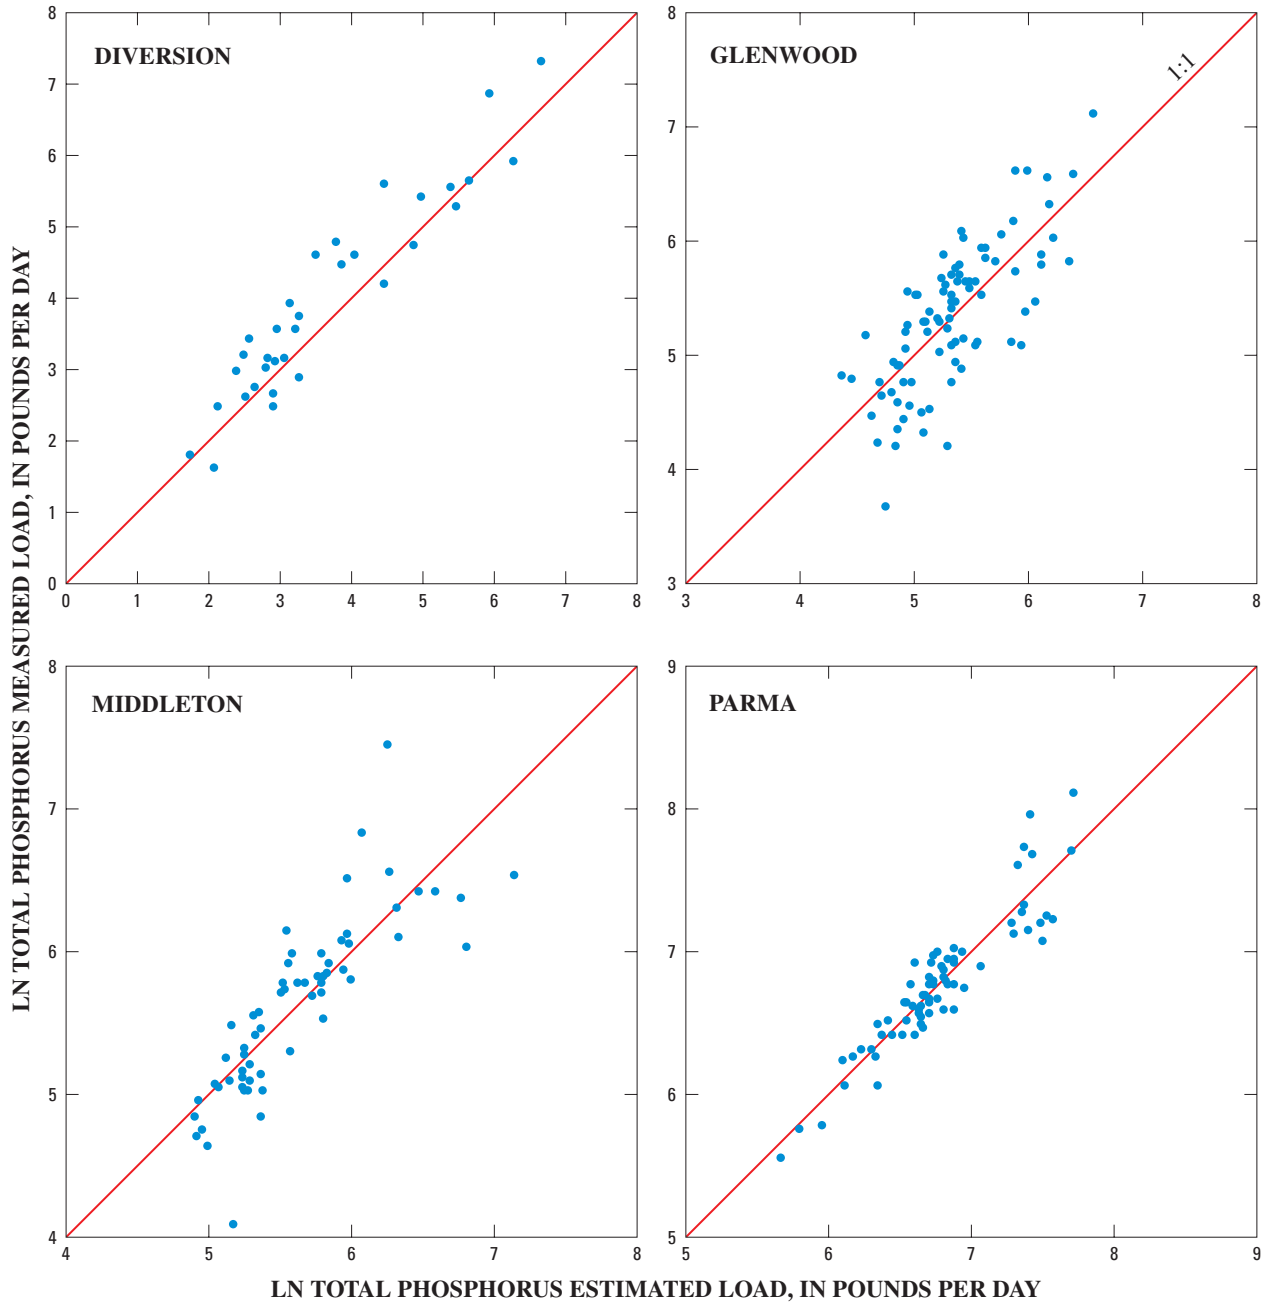 LN TOTAL PHOSPHORUS MEASURED LOAD, IN POUNDS PER DAY
DIVERSION
8
7
6
5
4
3
2
1
0
0 1 2 3 4 5 6 7 8
GLENWOOD
1:1
8
7
6
5
4
3
3 4 5 6 7 8
MIDDLETON
8
7
6
5
4
4 5 6 7 8
PARMA
9
8
7
6
5
5 6 7 8 9
LN TOTAL PHOSPHORUS ESTIMATED LOAD, IN POUNDS PER DAY